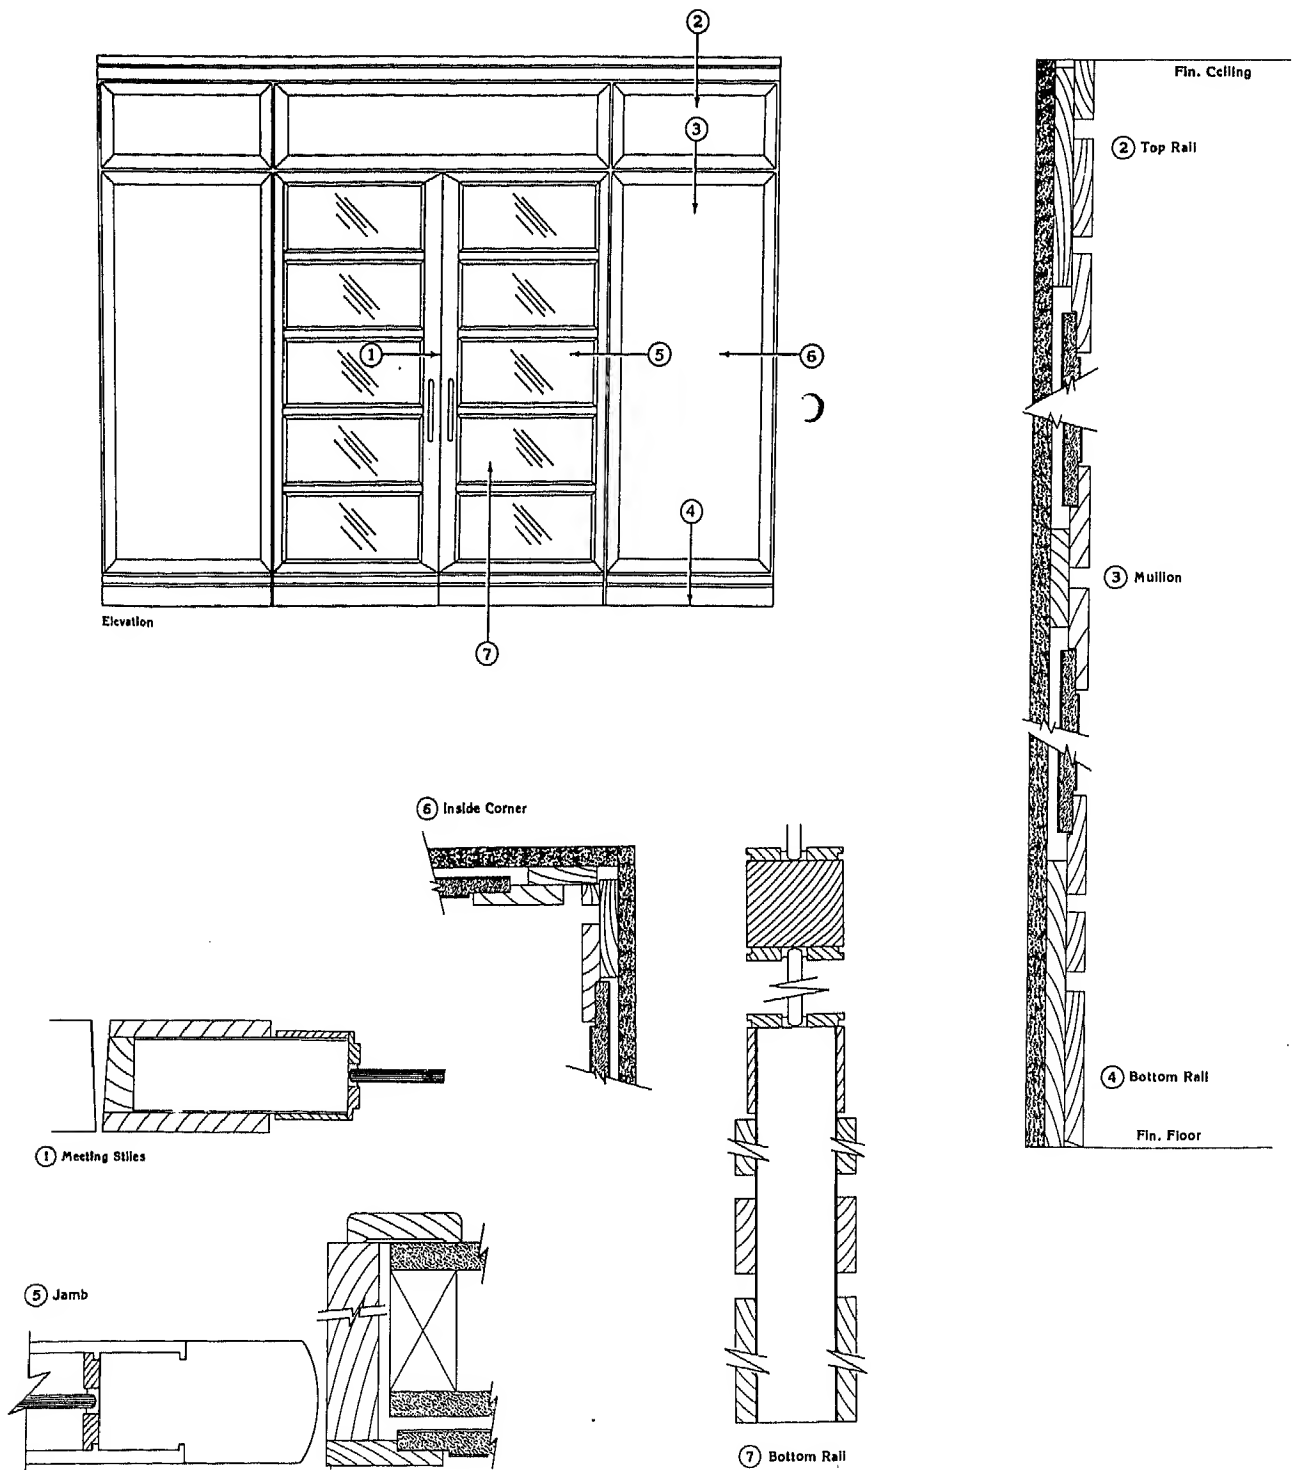 2
Fin. Ceiling
3
2 Top Rail
1
5
6
4
3 Mullion
Elevation
7
6 Inside Corner
4 Bottom Rail
Fin. Floor
1 Meeting Stiles
5 Jamb
7 Bottom Rail